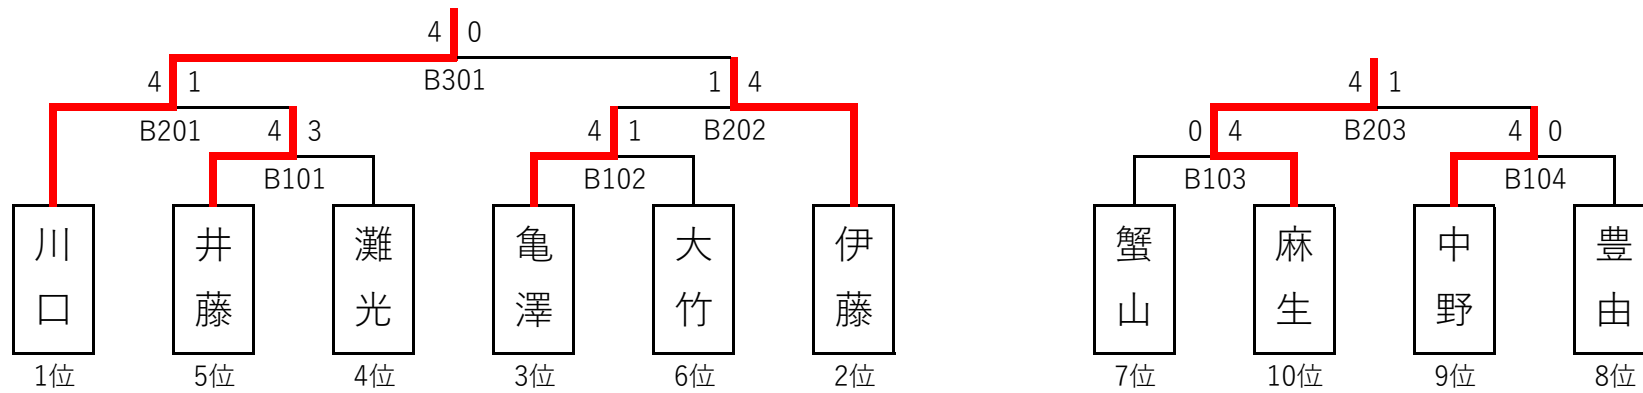 4 0
B301
4 1
1 4
4 1
B201
4 3
4 1
B202
0 4
B203
4 0
B101
B102
B103
B104
川口
井藤
灘光
亀澤
大竹
伊藤
蟹山
麻生
中野
豊由
1位
5位
4位
3位
6位
2位
7位
10位
9位
8位